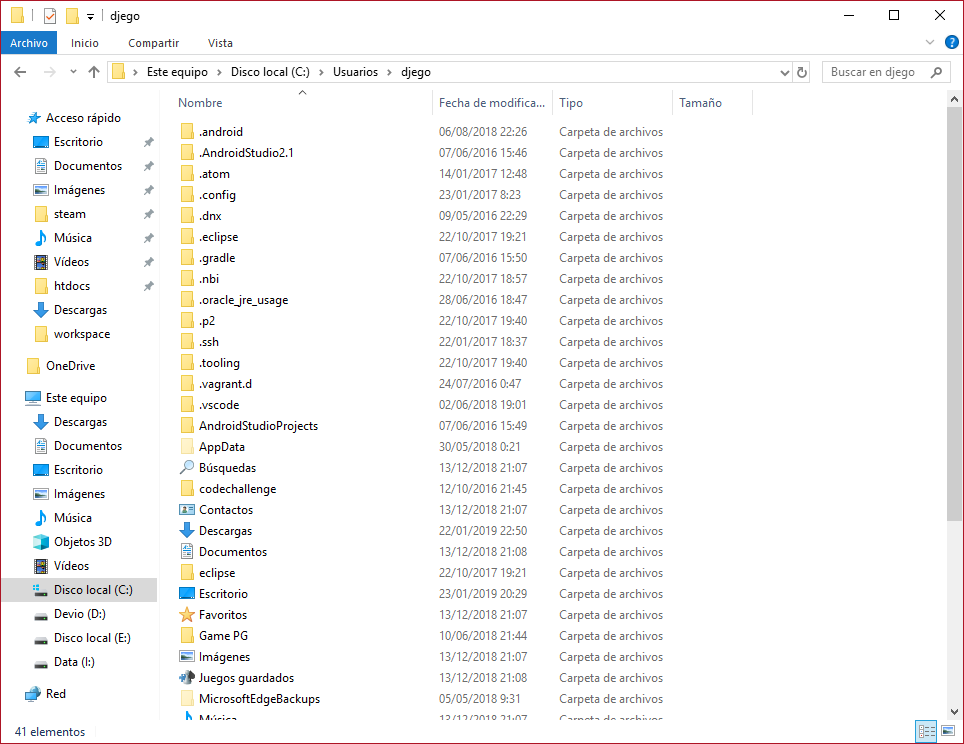 djego
Archivo Inicio Compartir Vista
Este equipo Disco local (C:) Usuarios djego Buscar en djego
Acceso rápido
Escritorio
Documentos
Imágenes
steam
Música
Vídeos
htdocs
Descargas
workspace
OneDrive
Este equipo
Descargas
Documentos
Escritorio
Imágenes
Música
Objetos 3D
Vídeos
Disco local (C:)
Devio (D:)
Disco local (E:)
Data (I:)
Red
Nombre Fecha de modifica... Tipo Tamaño
.android 06/08/2018 22:26 Carpeta de archivos
.AndroidStudio2.1 07/06/2016 15:46 Carpeta de archivos
.atom 14/01/2017 12:48 Carpeta de archivos
.config 23/01/2017 8:23 Carpeta de archivos
.dnx 09/05/2016 22:29 Carpeta de archivos
.eclipse 22/10/2017 19:21 Carpeta de archivos
.gradle 07/06/2016 15:50 Carpeta de archivos
.nbi 22/10/2017 18:57 Carpeta de archivos
.oracle_jre_usage 28/06/2016 18:47 Carpeta de archivos
.p2 22/10/2017 19:40 Carpeta de archivos
.ssh 22/01/2017 18:37 Carpeta de archivos
.tooling 22/10/2017 19:40 Carpeta de archivos
.vagrant.d 24/07/2016 0:47 Carpeta de archivos
.vscode 02/06/2018 19:01 Carpeta de archivos
AndroidStudioProjects 07/06/2016 15:49 Carpeta de archivos
AppData 30/05/2018 0:21 Carpeta de archivos
Búsquedas 13/12/2018 21:07 Carpeta de archivos
codechallenge 12/10/2016 21:45 Carpeta de archivos
Contactos 13/12/2018 21:07 Carpeta de archivos
Descargas 22/01/2019 22:50 Carpeta de archivos
Documentos 13/12/2018 21:08 Carpeta de archivos
eclipse 22/10/2017 19:21 Carpeta de archivos
Escritorio 23/01/2019 20:29 Carpeta de archivos
Favoritos 13/12/2018 21:07 Carpeta de archivos
Game PG 10/06/2018 21:44 Carpeta de archivos
Imágenes 13/12/2018 21:07 Carpeta de archivos
Juegos guardados 13/12/2018 21:08 Carpeta de archivos
MicrosoftEdgeBackups 05/05/2018 9:31 Carpeta de archivos
Música 13/12/2018 21:07 Carpeta de archivos
41 elementos